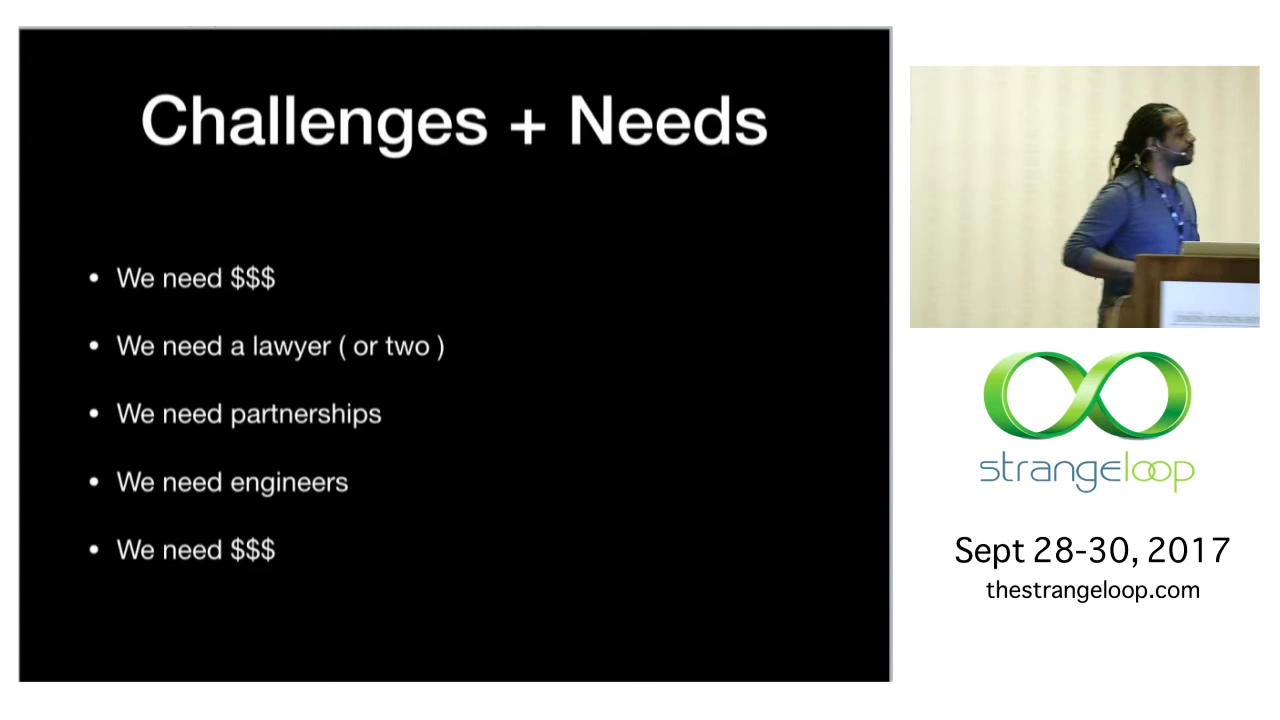 Challenges + Needs
• We need $$$
• We need a lawyer ( or two )
• We need partnerships
• We need engineers
• We need $$$
strangeloop
Sept 28-30, 2017
thestrangeloop.com